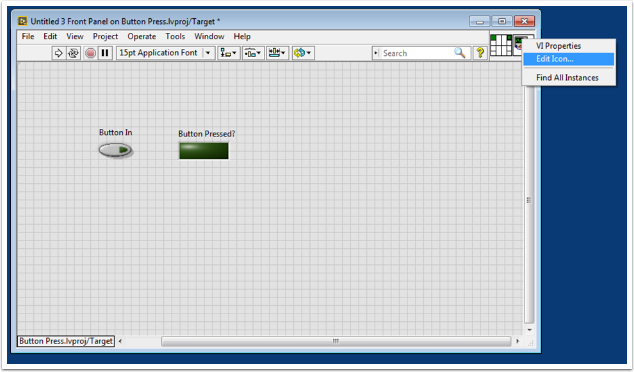 Untitled 3 Front Panel on Button Press.lvproj/Target *
File Edit View Project Operate Tools Window Help
15pt Application Font
Search
?
VI Properties
Edit Icon...
Find All Instances
Button In
Button Pressed?
Button Press.lvproj/Target